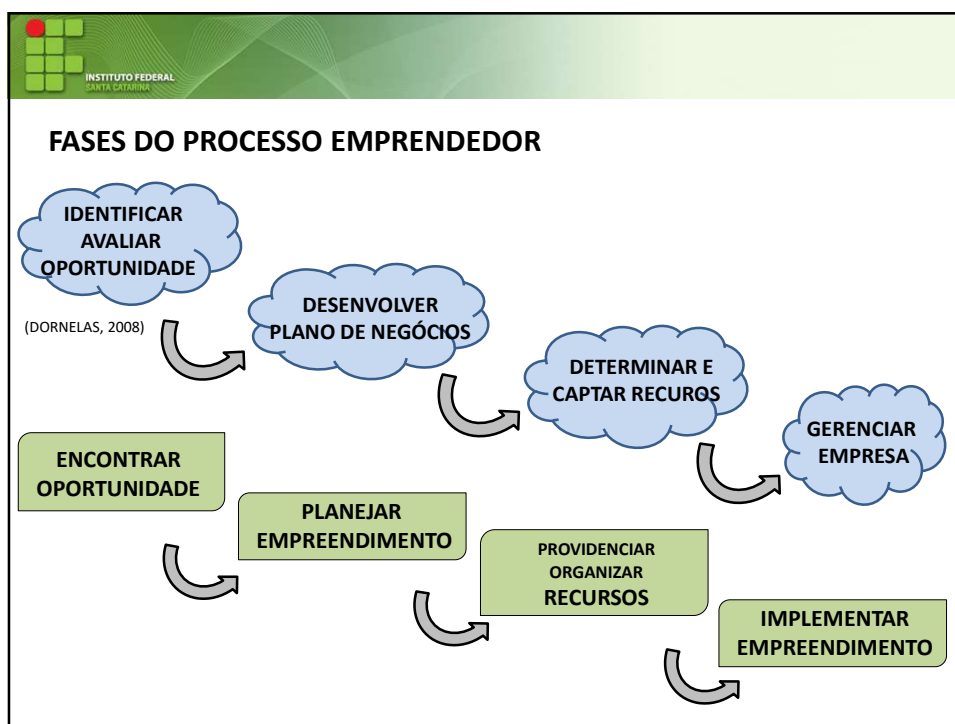 INSTITUTO FEDERAL
SANTA CATARINA
FASES DO PROCESSO EMPRENDEDOR
IDENTIFICAR
AVALIAR
OPORTUNIDADE
(DORNELAS, 2008)
DESENVOLVER
PLANO DE NEGÓCIOS
DETERMINAR E
CAPTAR RECUROS
GERENCIAR
EMPRESA
ENCONTRAR
OPORTUNIDADE
PLANEJAR
EMPREENDIMENTO
PROVIDENCIAR
ORGANIZAR
RECURSOS
IMPLEMENTAR
EMPREENDIMENTO